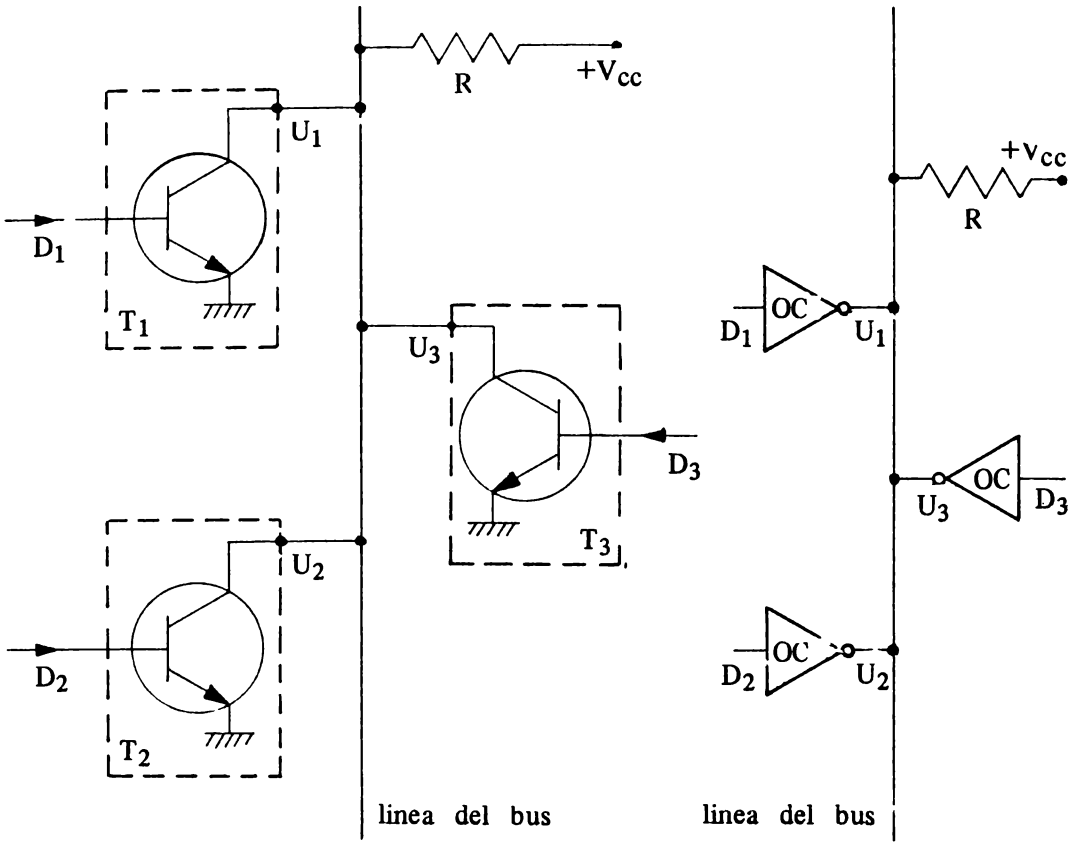 R
+Vcc
U1
D1
T1
U3
D3
T3
U2
D2
T2
linea del bus
+vcc
R
OC
D1
U1
OC
U3
D3
OC
D2
U2
linea del bus